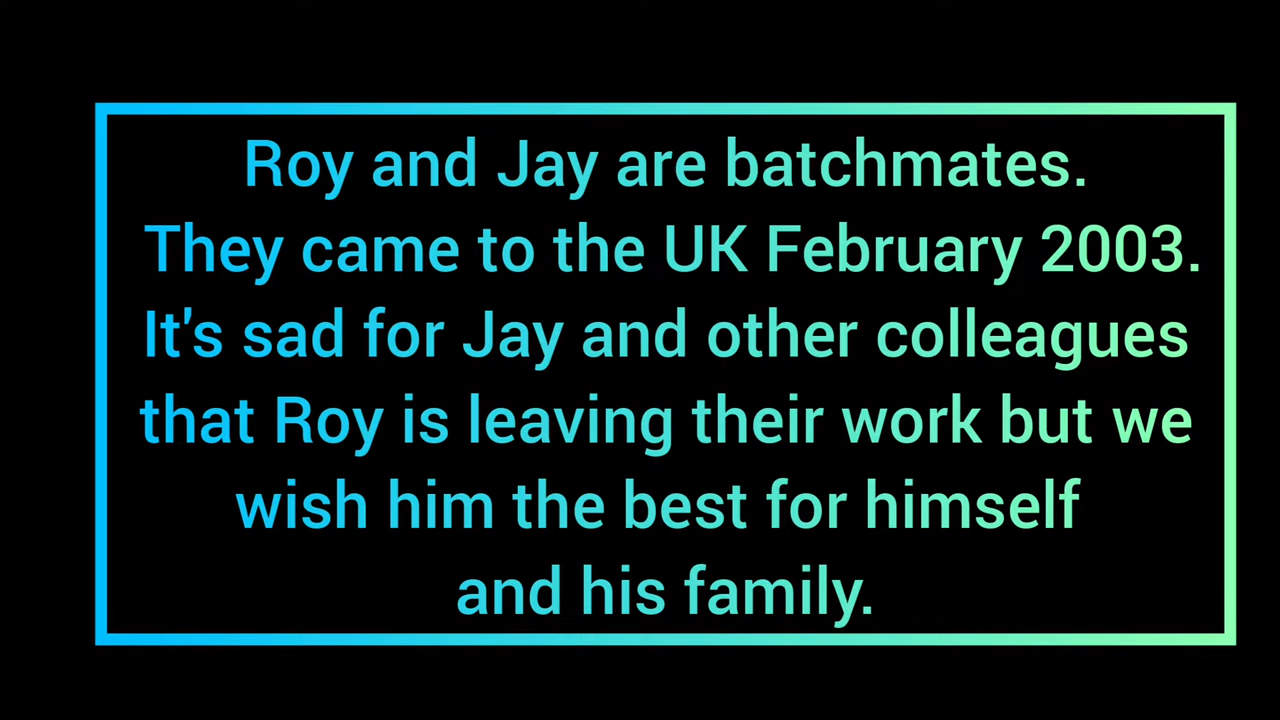 Roy and Jay are batchmates.
They came to the UK February 2003.
It's sad for Jay and other colleagues
that Roy is leaving their work but we
wish him the best for himself
and his family.